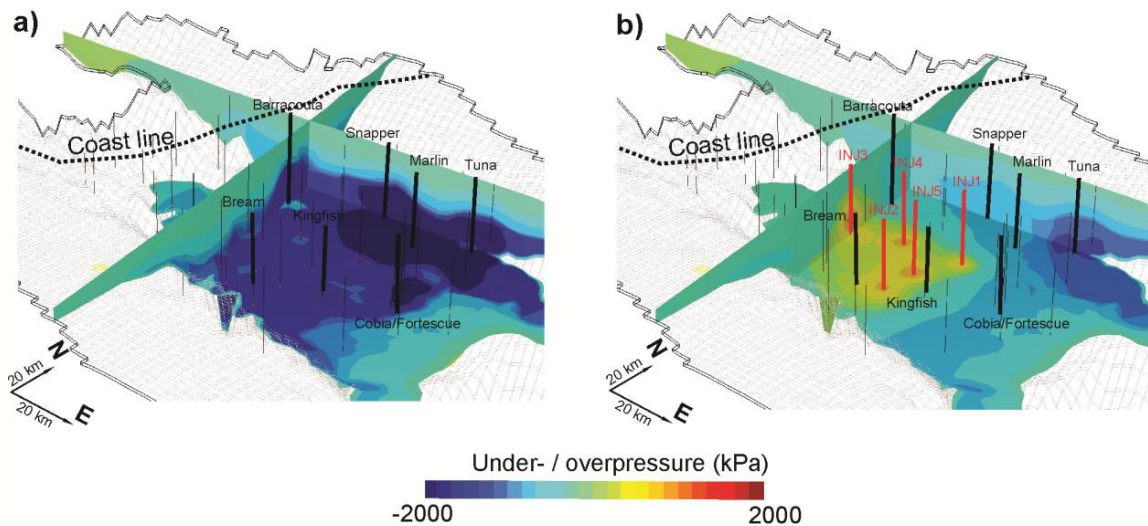 a)
Barracouta
Coast line
Snapper
Marlin
Tuna
Bream
Kingfish
Cobia/Fortescue
N
20 km
20 km
E
b)
Barracouta
Coast line
Snapper
Marlin
Tuna
INJ3
INJ4
INJ1
INJ5
INJ2
Bream
Kingfish
Cobia/Fortescue
N
20 km
20 km
E
Under- / overpressure (kPa)
-2000 2000